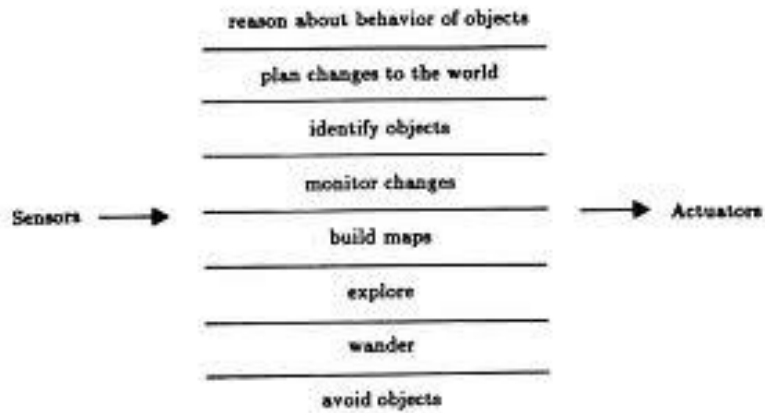 reason about behavior of objects
plan changes to the world
identify objects
monitor changes
Sensors
Actuators
build maps
explore
wander
avoid objects